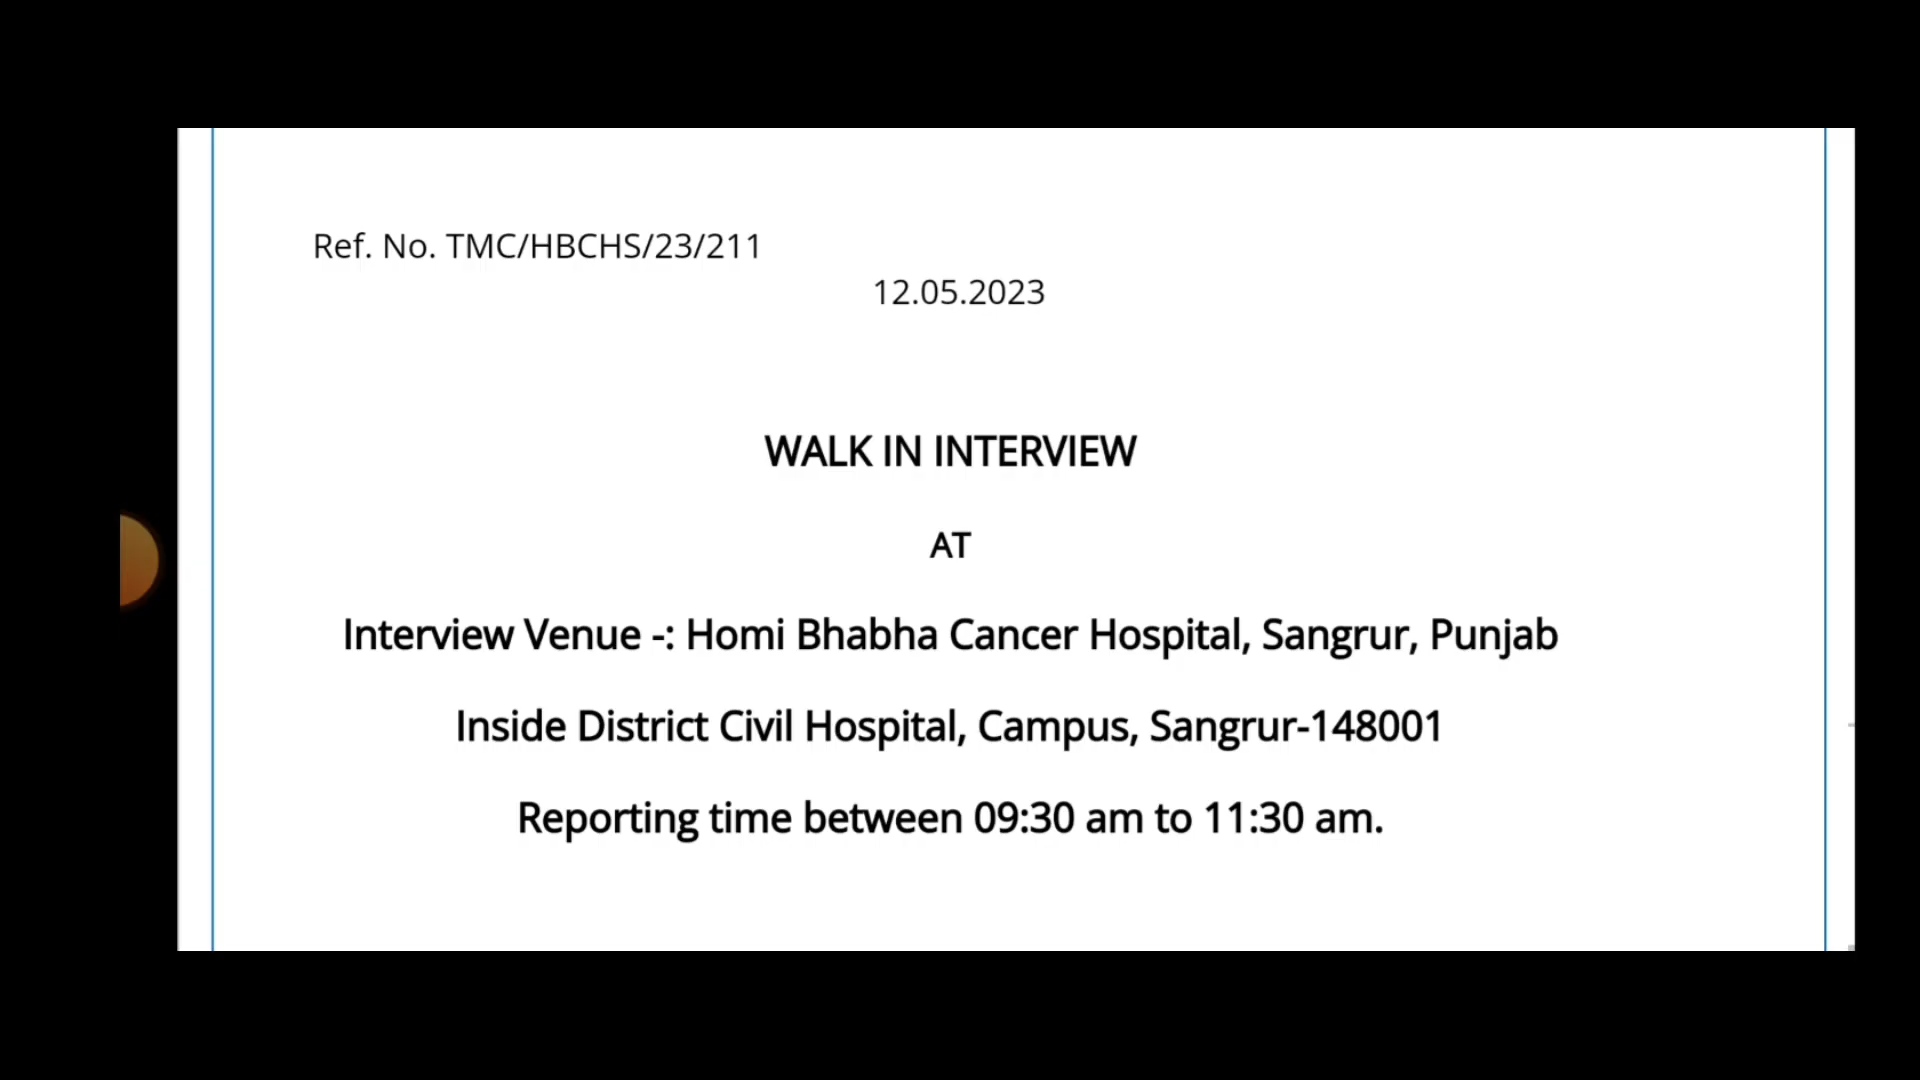 Ref. No. TMC/HBCHS/23/211
12.05.2023
WALK IN INTERVIEW
AT
Interview Venue -: Homi Bhabha Cancer Hospital, Sangrur, Punjab
Inside District Civil Hospital, Campus, Sangrur-148001
Reporting time between 09:30 am to 11:30 am.